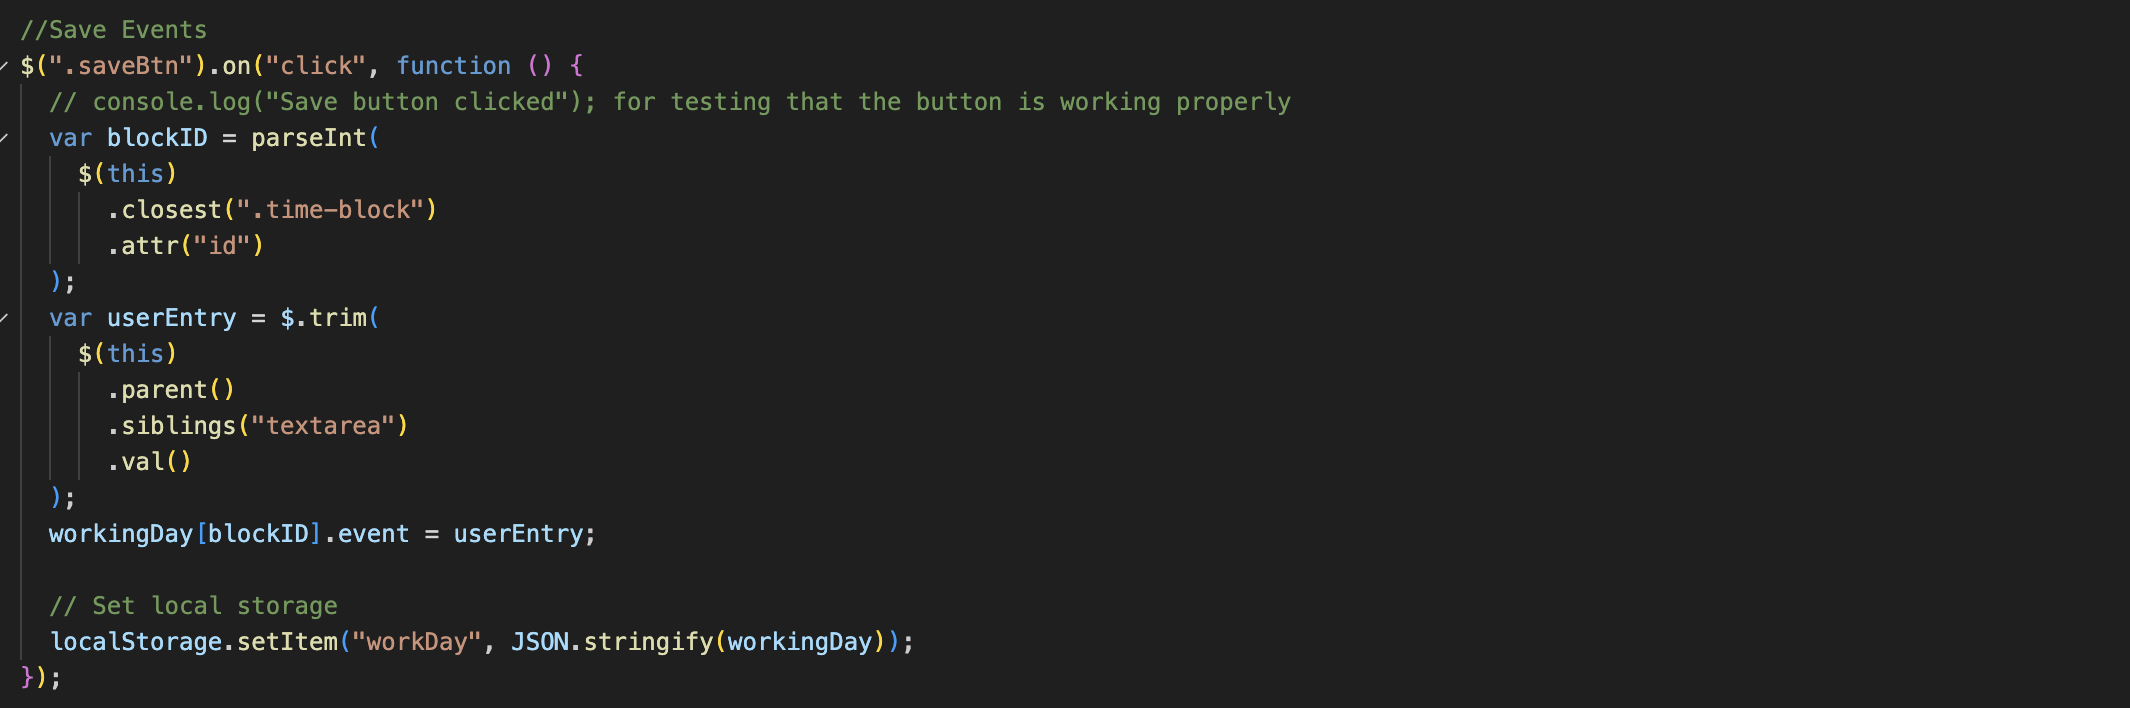 //Save Events
$(".saveBtn").on("click", function () {
// console.log("Save button clicked"); for testing that the button is working properly
var blockID = parseInt(
$(this)
.closest(".time-block")
.attr("id")
);
var userEntry = $.trim(
$(this)
.parent()
.siblings("textarea")
.val()
);
workingDay[blockID].event = userEntry;
// Set local storage
localStorage.setItem("workDay", JSON.stringify(workingDay));
});